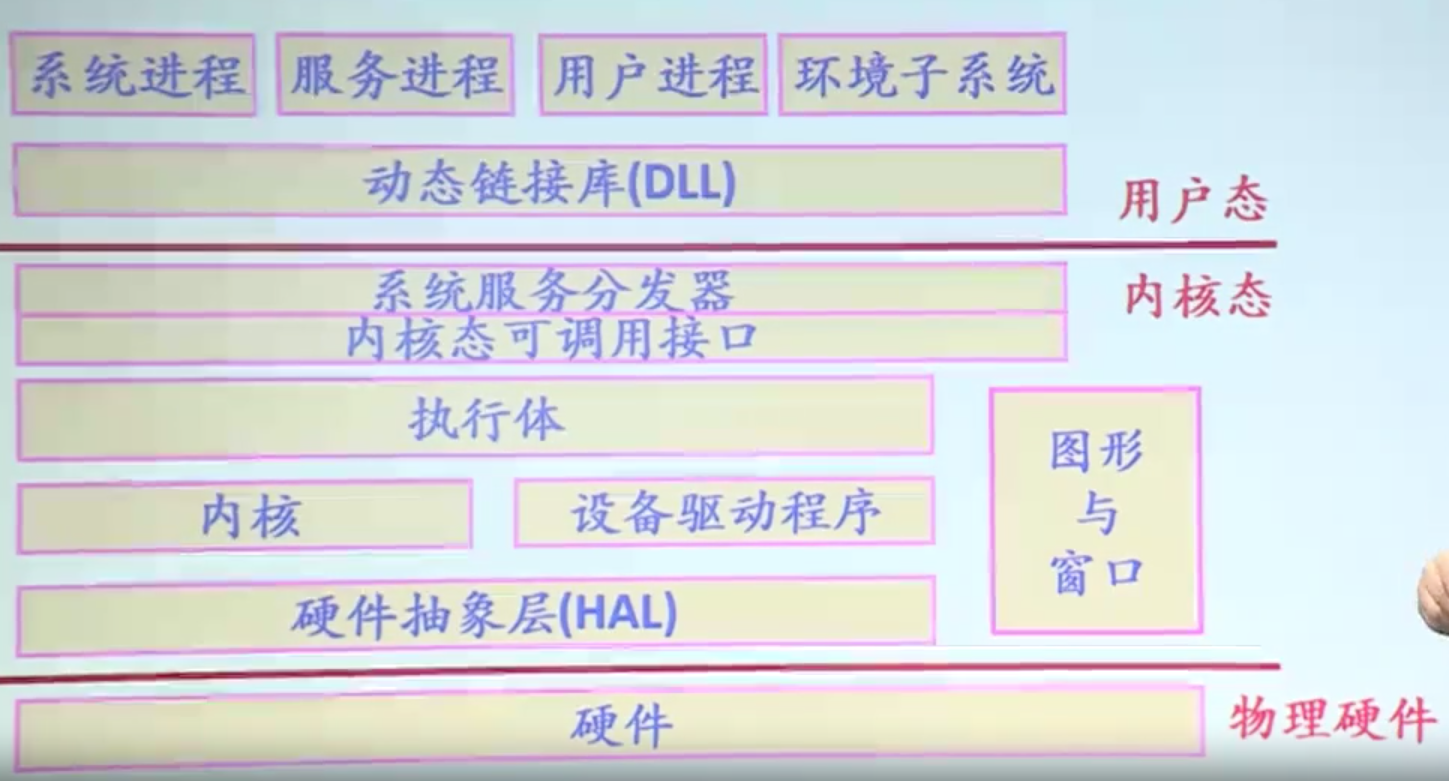 系统进程
服务进程
用户进程
环境子系统
动态链接库(DLL)
用户态
系统服务分发器
内核态
内核态可调用接口
执行体
图形
与
窗口
内核
设备驱动程序
硬件抽象层(HAL)
硬件
物理硬件